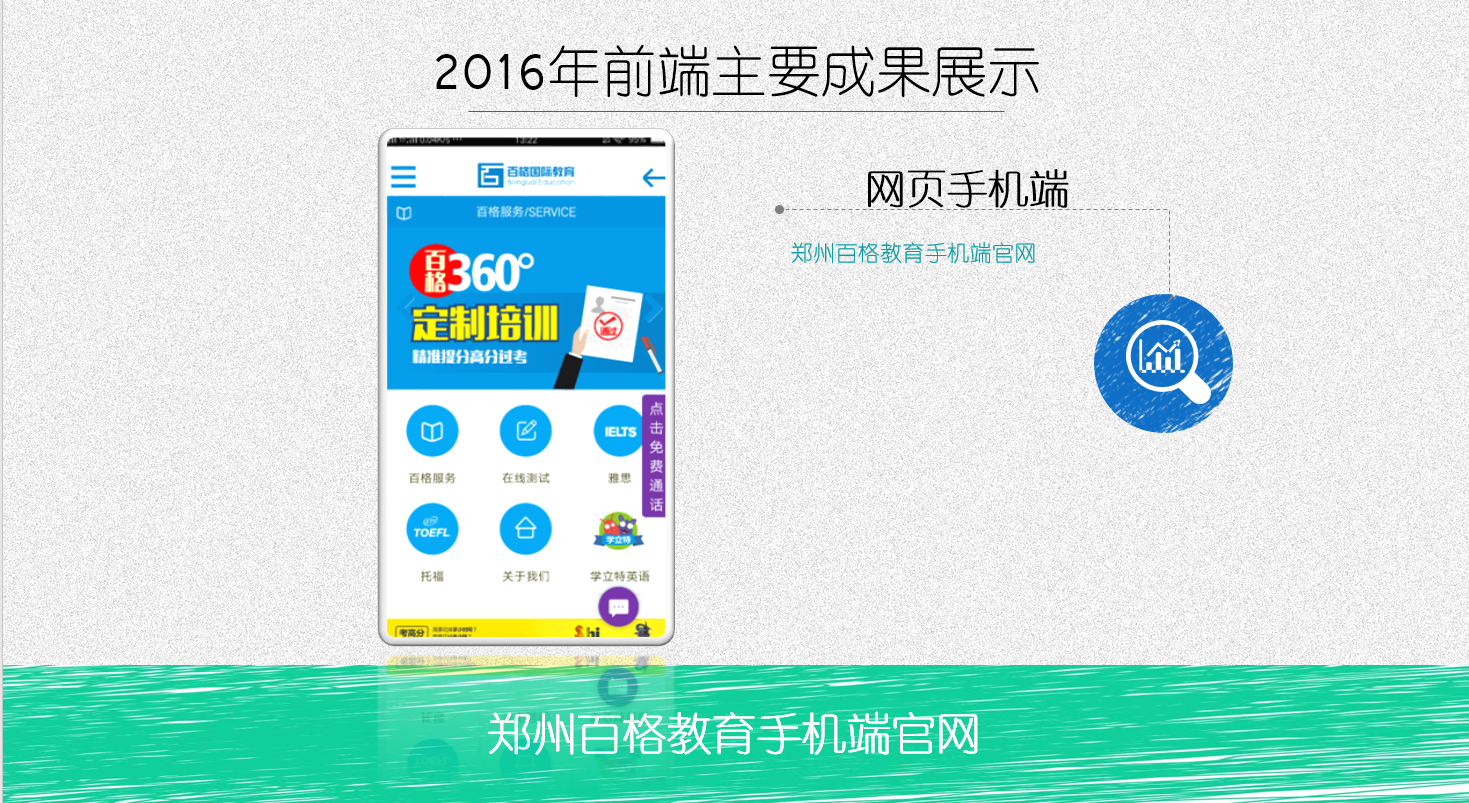 2016年前端主要成果展示
13:22
百格国际教育
Bilingual Education
百格服务/SERVICE
百格360°
定制培训
精准提分高分过考
通过
点击免费通话
IELTS
百格服务
在线测试
雅思
TOEFL
学立特
托福
关于我们
学立特英语
考高分
网页手机端
郑州百格教育手机端官网
郑州百格教育手机端官网